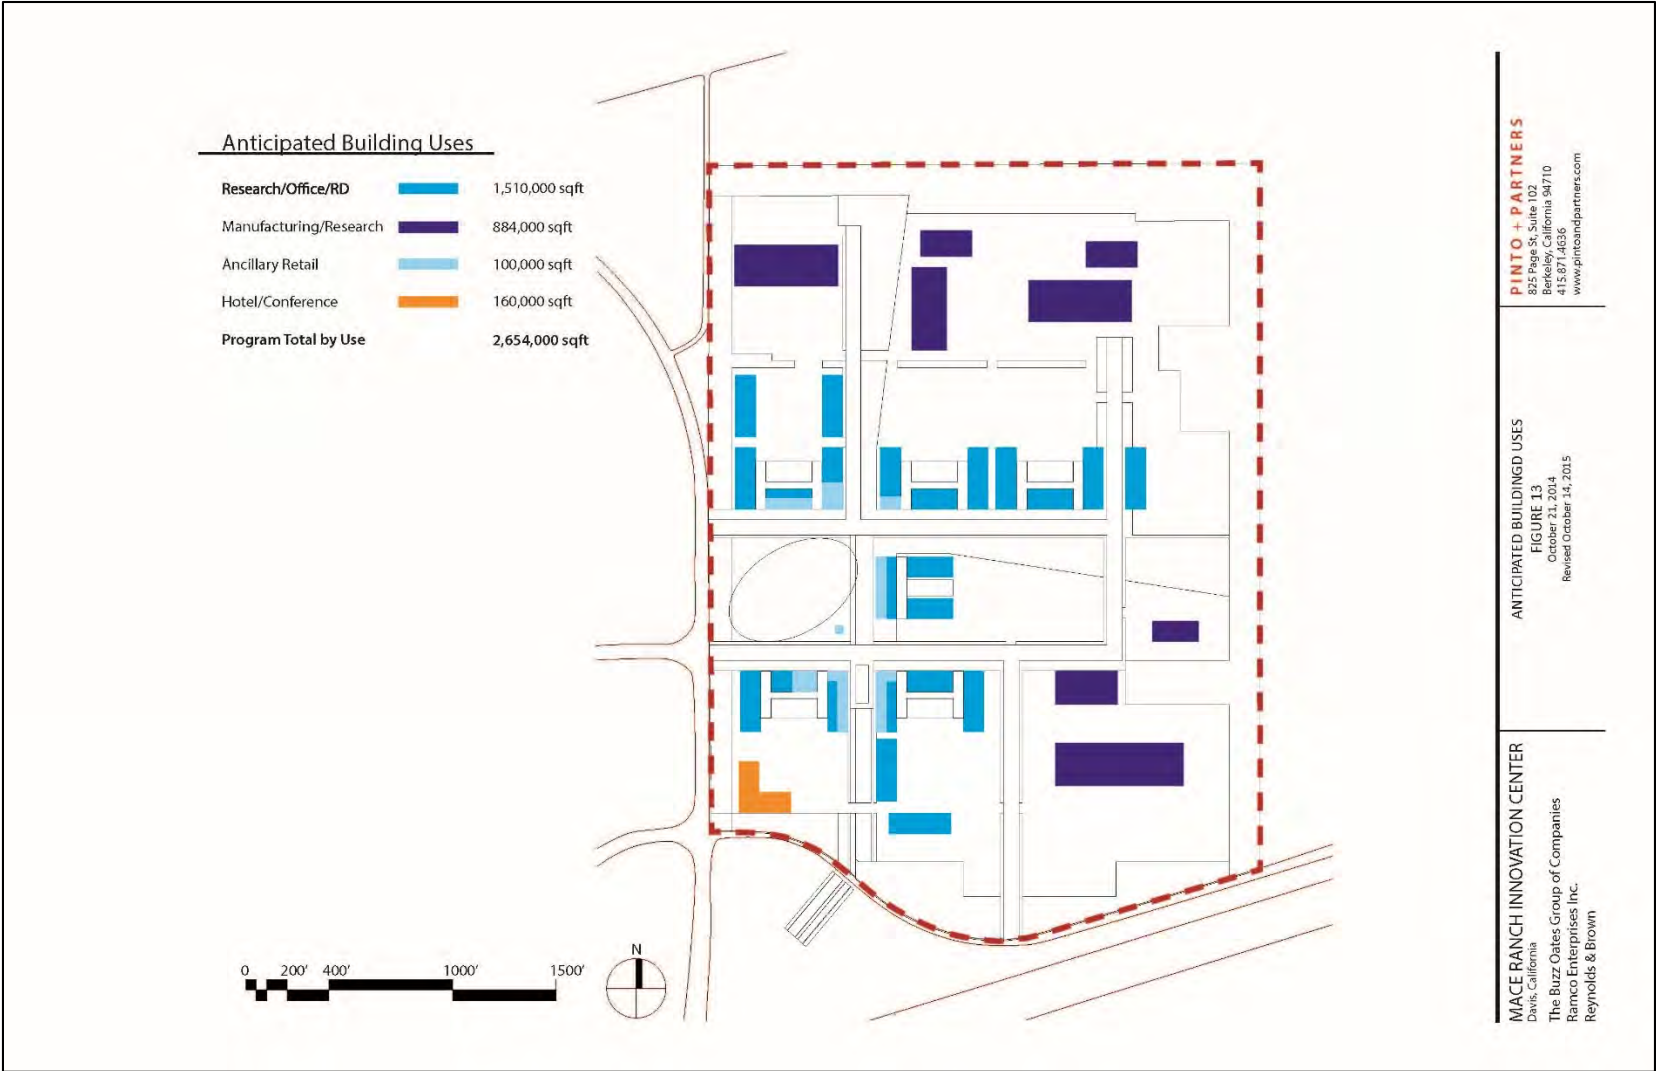 Anticipated Building Uses
Research/Office/RD 1,510,000 sqft
Manufacturing/Research 884,000 sqft
Ancillary Retail 100,000 sqft
Hotel/Conference 160,000 sqft
Program Total by Use 2,654,000 sqft
0 200' 400' 1000' 1500'
N
PINTO + PARTNERS
825 Page St, Suite 102
Berkeley, California 94710
415.871.4636
www.pintoandpartners.com
ANTICIPATED BUILDINGD USES
FIGURE 13
October 21, 2014
Revised October 14, 2015
MACE RANCH INNOVATION CENTER
Davis, California
The Buzz Oates Group of Companies
Ramco Enterprises Inc.
Reynolds & Brown